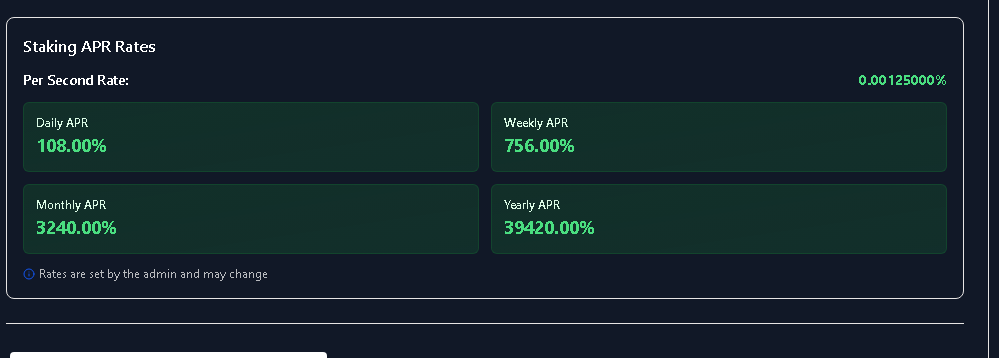 Staking APR Rates
Per Second Rate: 0.00125000%
Daily APR
108.00%
Weekly APR
756.00%
Monthly APR
3240.00%
Yearly APR
39420.00%
Rates are set by the admin and may change